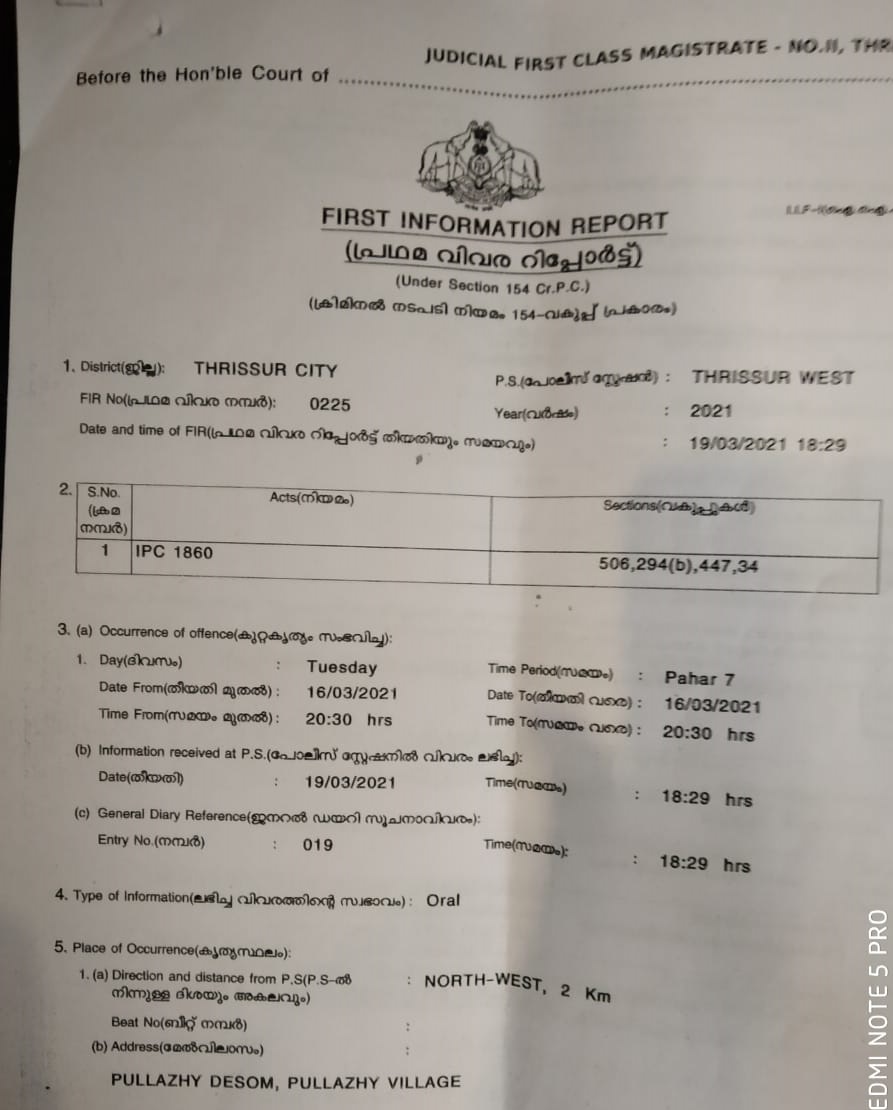 JUDICIAL FIRST CLASS MAGISTRATE - NO.II, THR
Before the Hon'ble Court of ........................................
FIRST INFORMATION REPORT
(പ്രഥമ വിവര റിപ്പോർട്ട്)
(Under Section 154 Cr.P.C.)
(ക്രിമിനൽ നടപടി നിയമം 154-വകുപ്പ് പ്രകാരം)
1. District(ജില്ല): THRISSUR CITY P.S.(പോലീസ് സ്റ്റേഷൻ) : THRISSUR WEST
FIR No(പ്രഥമ വിവര നമ്പർ): 0225 Year(വർഷം) : 2021
Date and time of FIR(പ്രഥമ വിവര റിപ്പോർട്ട് തീയതിയും സമയവും) : 19/03/2021 18:29
2. S.No. Acts(നിയമം) Sections(വകുപ്പുകൾ)
(ക്രമ
നമ്പർ)
1 IPC 1860 506,294(b),447,34
3. (a) Occurrence of offence(കുറ്റകൃത്യം സംഭവിച്ച):
1. Day(ദിവസം) : Tuesday Time Period(സമയം) : Pahar 7
Date From(തീയതി മുതൽ) : 16/03/2021 Date To(തീയതി വരെ) : 16/03/2021
Time From(സമയം മുതൽ) : 20:30 hrs Time To(സമയം വരെ) : 20:30 hrs
(b) Information received at P.S.(പോലീസ് സ്റ്റേഷനിൽ വിവരം ലഭിച്ച):
Date(തീയതി) : 19/03/2021 Time(സമയം) : 18:29 hrs
(c) General Diary Reference(ജനറൽ ഡയറി സൂചനാവിവരം):
Entry No.(നമ്പർ) : 019 Time(സമയം): : 18:29 hrs
4. Type of Information(ലഭിച്ച വിവരത്തിന്റെ സ്വഭാവം) : Oral
5. Place of Occurrence(കൃത്യസ്ഥലം):
1. (a) Direction and distance from P.S(P.S-ൽ : NORTH-WEST, 2 Km
നിന്നുള്ള ദിശയും അകലവും)
Beat No(ബീറ്റ് നമ്പർ) :
(b) Address(മേൽവിലാസം) :
PULLAZHY DESOM, PULLAZHY VILLAGE
EDMI NOTE 5 PRO